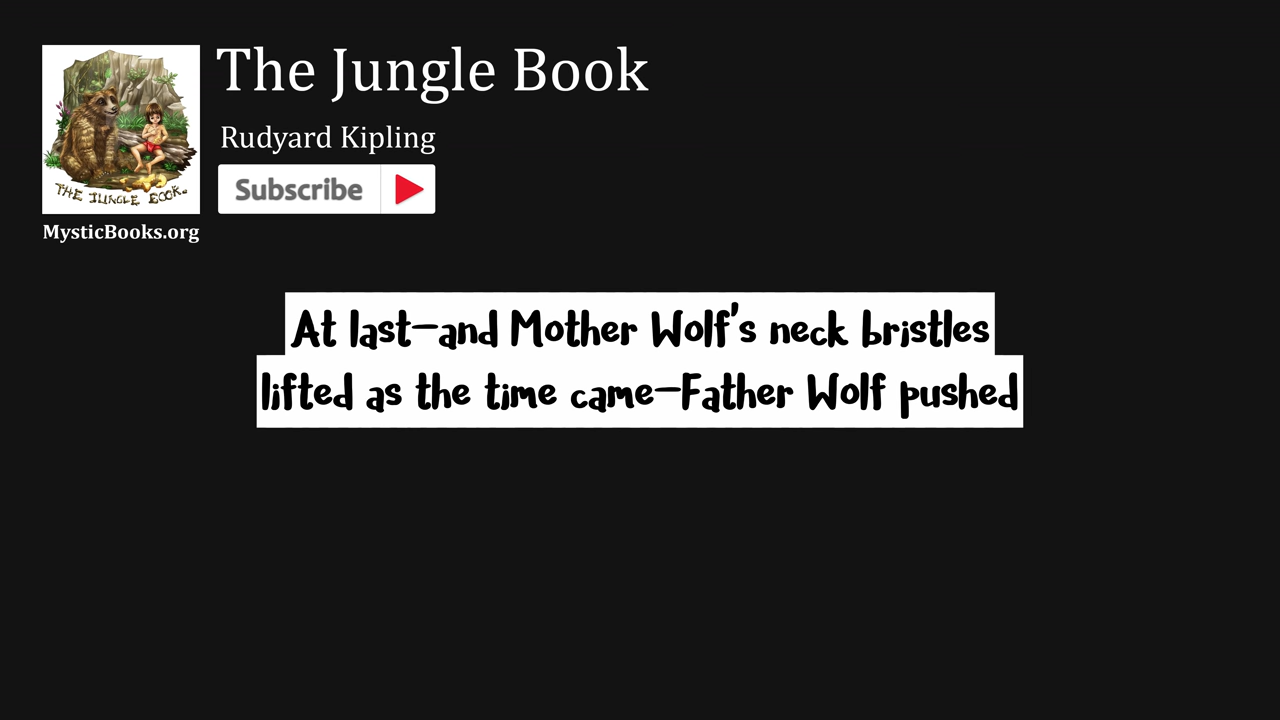 The Jungle Book
Rudyard Kipling
Subscribe
THE JUNGLE BOOK.
MysticBooks.org
At last—and Mother Wolf's neck bristles
lifted as the time came—Father Wolf pushed